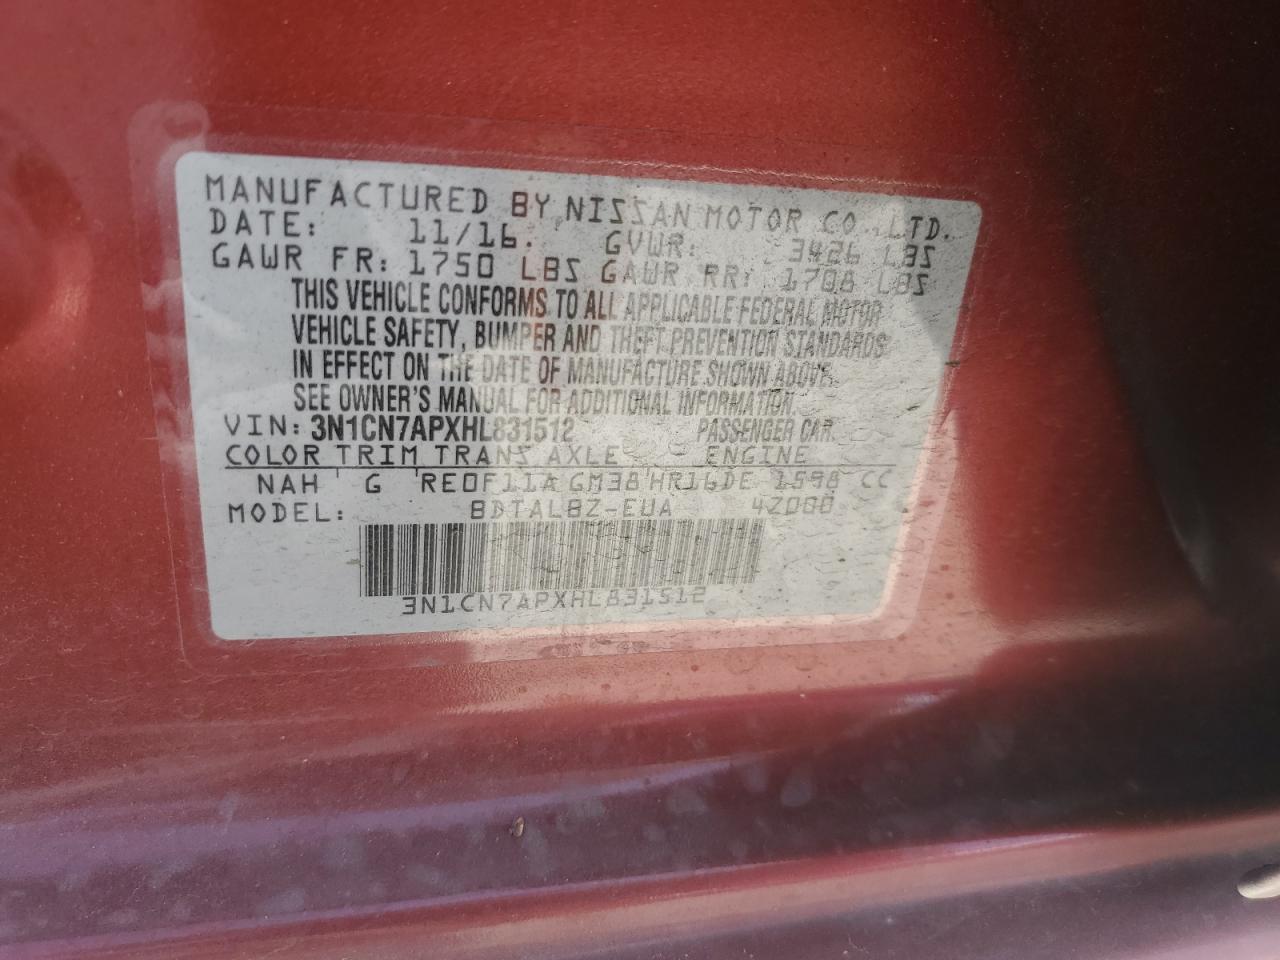 MANUFACTURED BY NISSAN MOTOR CO.,LTD.
DATE: 11/16. GVWR: 3426 LBS
GAWR FR: 1750 LBS GAWR RR: 1708 LBS
THIS VEHICLE CONFORMS TO ALL APPLICABLE FEDERAL MOTOR
VEHICLE SAFETY, BUMPER AND THEFT PREVENTION STANDARDS
IN EFFECT ON THE DATE OF MANUFACTURE SHOWN ABOVE.
SEE OWNER'S MANUAL FOR ADDITIONAL INFORMATION.
VIN: 3N1CN7APXHL831512 PASSENGER CAR.
COLOR TRIM TRANS AXLE ENGINE
NAH G RE0F11A GM38 HR16DE 1598 CC
MODEL: BDTALBZ-EUA 4Z000
3N1CN7APXHL831512